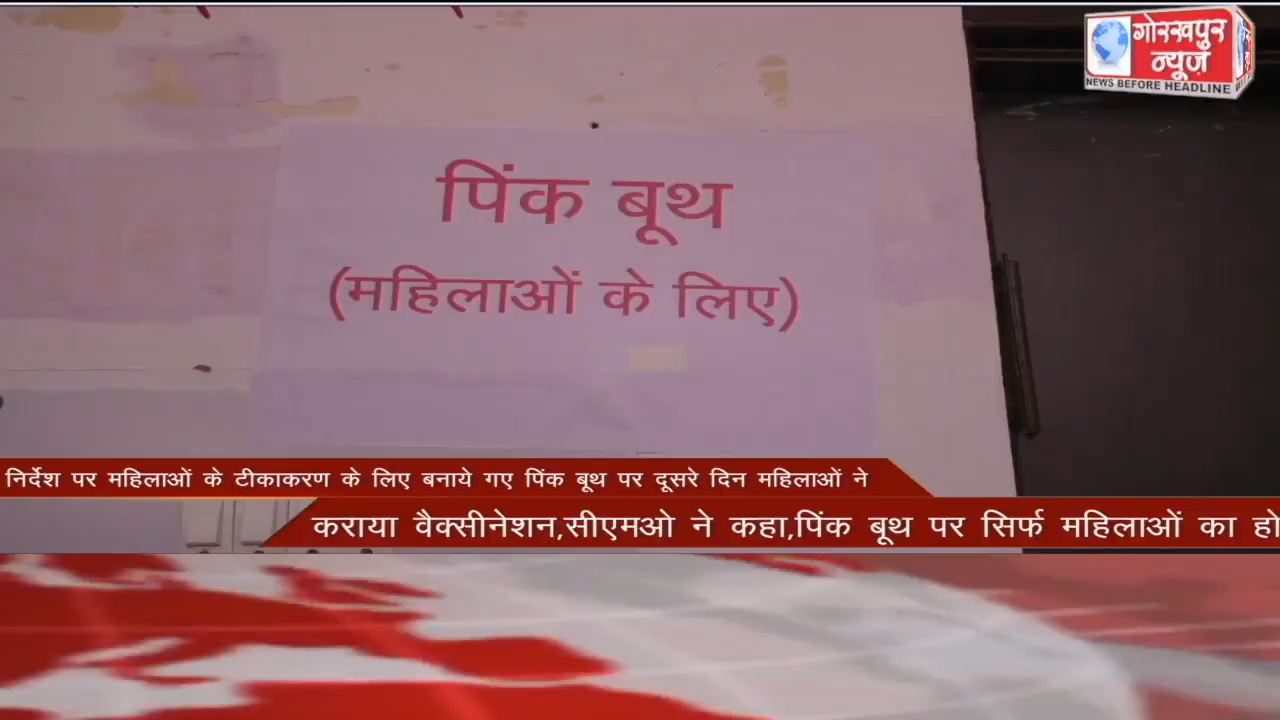 गोरखपुर
न्यूज़
NEWS BEFORE HEADLINE
पिंक बूथ
(महिलाओं के लिए)
निर्देश पर महिलाओं के टीकाकरण के लिए बनाये गए पिंक बूथ पर दूसरे दिन महिलाओं ने
कराया वैक्सीनेशन,सीएमओ ने कहा,पिंक बूथ पर सिर्फ महिलाओं का हो